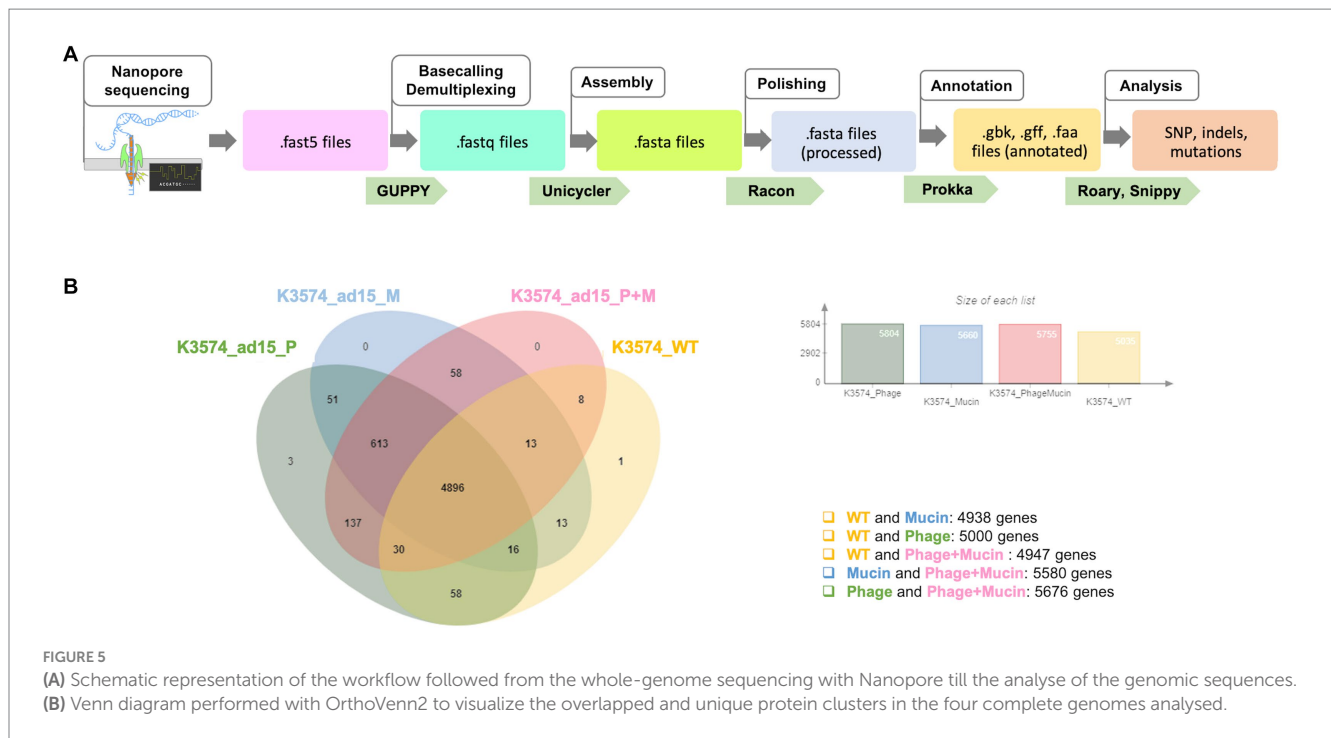 A
Nanopore
sequencing
Basecalling
Demultiplexing
Assembly
Polishing
Annotation
Analysis
.fast5 files
.fastq files
.fasta files
.fasta files
(processed)
.gbk, .gff, .faa
files (annotated)
SNP, indels,
mutations
GUPPY
Unicycler
Racon
Prokka
Roary, Snippy
B
K3574_ad15_M
K3574_ad15_P+M
K3574_ad15_P
K3574_WT
0
0
58
51
8
613
13
3
1
4896
137
13
30
16
58
Size of each list
5804
2902
0
5804
5660
5755
K3574_Phage
K3574_Mucin
K3574_PhageMucin
K3574_WT
WT and Mucin: 4938 genes
WT and Phage: 5000 genes
WT and Phage+Mucin : 4947 genes
Mucin and Phage+Mucin: 5580 genes
Phage and Phage+Mucin: 5676 genes
FIGURE 5
(A) Schematic representation of the workflow followed from the whole-genome sequencing with Nanopore till the analyse of the genomic sequences.
(B) Venn diagram performed with OrthoVenn2 to visualize the overlapped and unique protein clusters in the four complete genomes analysed.